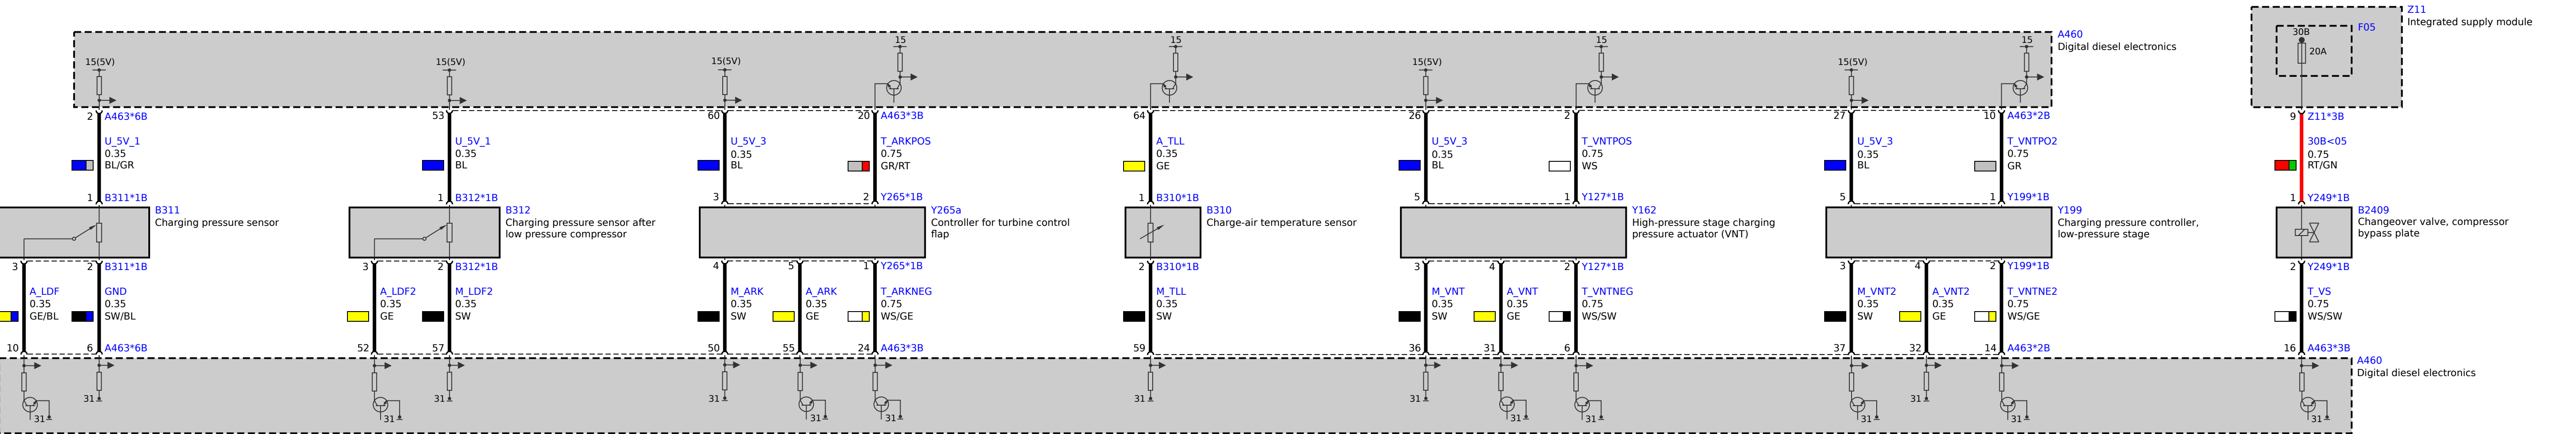 Z11
Integrated supply module
F05
30B
20A
A460
Digital diesel electronics
15
15
15
15
15(5V)
15(5V)
15(5V)
15(5V)
15(5V)
2 A463*6B
53
60
20 A463*3B
64
26
2
27
10 A463*2B
9 Z11*3B
U_5V_1
0.35
BL/GR
U_5V_1
0.35
BL
U_5V_3
0.35
BL
T_ARKPOS
0.75
GR/RT
A_TLL
0.35
GE
U_5V_3
0.35
BL
T_VNTPOS
0.75
WS
U_5V_3
0.35
BL
T_VNTPO2
0.75
GR
30B<05
0.75
RT/GN
1 B311*1B
1 B312*1B
3
2 Y265*1B
1 B310*1B
5
1 Y127*1B
5
1 Y199*1B
1 Y249*1B
B311
Charging pressure sensor
B312
Charging pressure sensor after
low pressure compressor
Y265a
Controller for turbine control
flap
B310
Charge-air temperature sensor
Y162
High-pressure stage charging
pressure actuator (VNT)
Y199
Charging pressure controller,
low-pressure stage
B2409
Changeover valve, compressor
bypass plate
3
2 B311*1B
3
2 B312*1B
4
5
1 Y265*1B
2 B310*1B
3
4
2 Y127*1B
3
4
2 Y199*1B
2 Y249*1B
A_LDF
0.35
GE/BL
GND
0.35
SW/BL
A_LDF2
0.35
GE
M_LDF2
0.35
SW
M_ARK
0.35
SW
A_ARK
0.35
GE
T_ARKNEG
0.75
WS/GE
M_TLL
0.35
SW
M_VNT
0.35
SW
A_VNT
0.35
GE
T_VNTNEG
0.75
WS/SW
M_VNT2
0.35
SW
A_VNT2
0.35
GE
T_VNTNE2
0.75
WS/GE
T_VS
0.75
WS/SW
10
6 A463*6B
52
57
50
55
24 A463*3B
59
36
31
6
37
32
14 A463*2B
16 A463*3B
A460
Digital diesel electronics
31
31
31
31
31
31
31
31
31
31
31
31
31
31